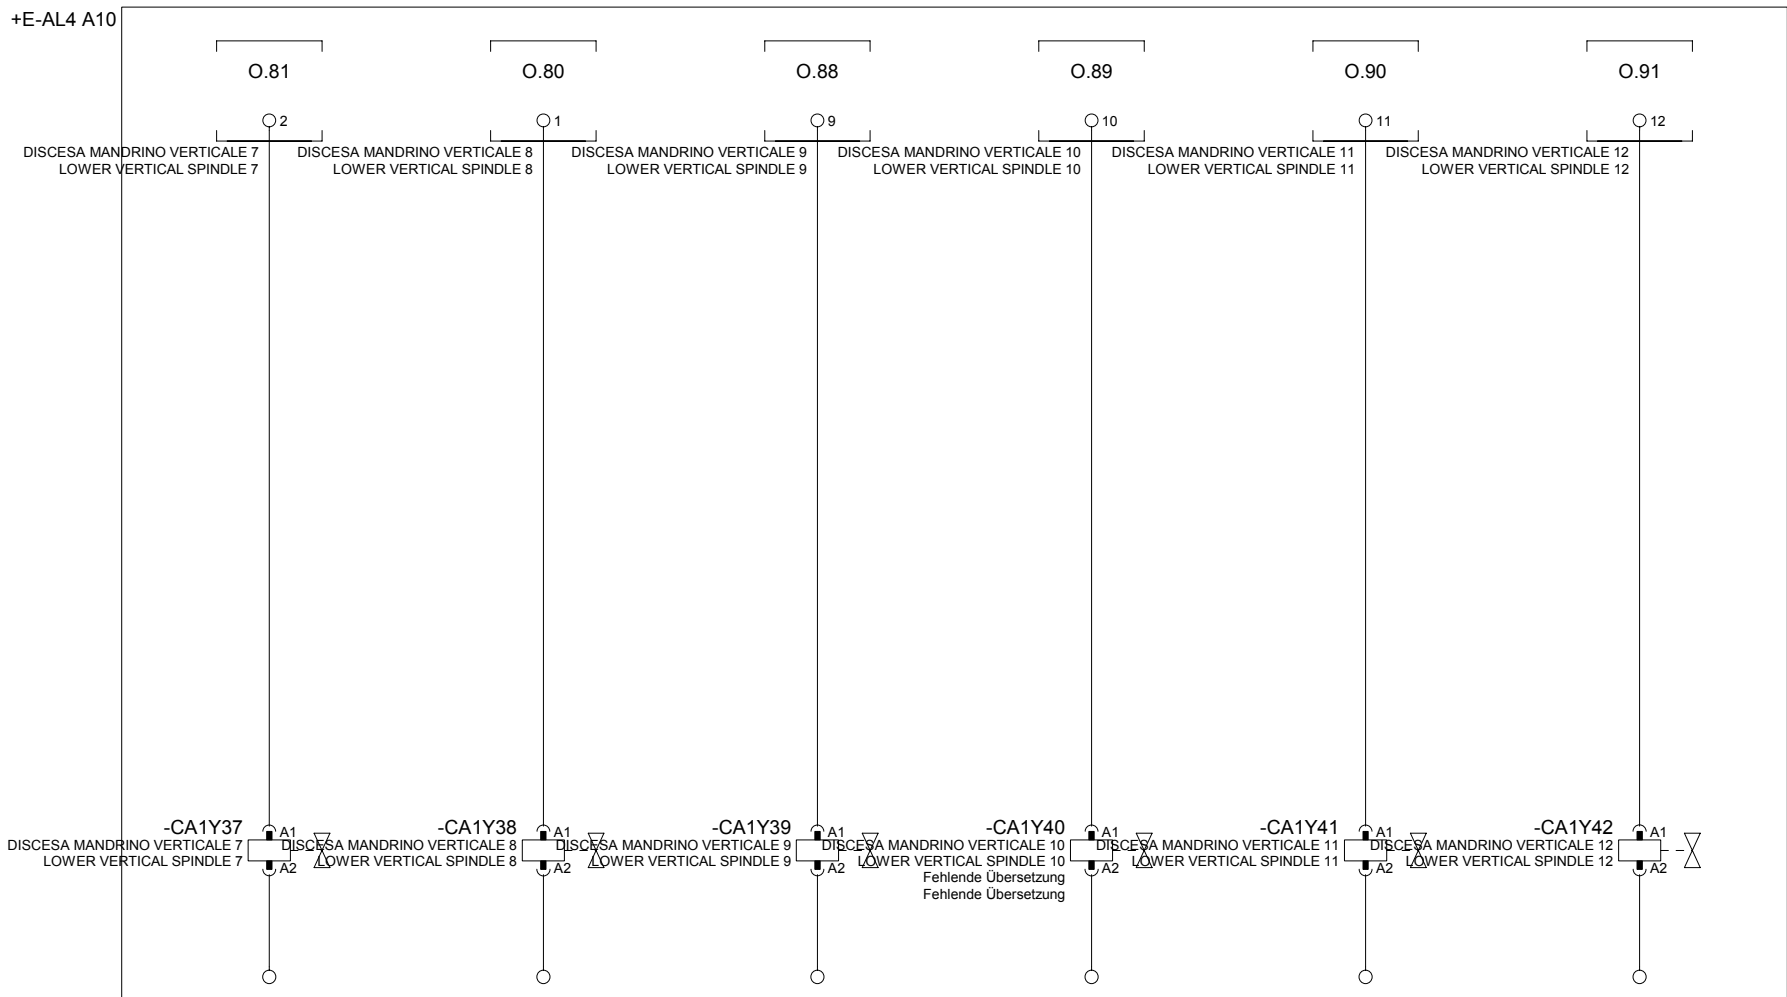 +E-AL4 A10
O.81 O.80 O.88 O.89 O.90 O.91
2 1 9 10 11 12
DISCESA MANDRINO VERTICALE 7 DISCESA MANDRINO VERTICALE 8 DISCESA MANDRINO VERTICALE 9 DISCESA MANDRINO VERTICALE 10 DISCESA MANDRINO VERTICALE 11 DISCESA MANDRINO VERTICALE 12
LOWER VERTICAL SPINDLE 7 LOWER VERTICAL SPINDLE 8 LOWER VERTICAL SPINDLE 9 LOWER VERTICAL SPINDLE 10 LOWER VERTICAL SPINDLE 11 LOWER VERTICAL SPINDLE 12
-CA1Y37 A1 -CA1Y38 A1 -CA1Y39 A1 -CA1Y40 A1 -CA1Y41 A1 -CA1Y42 A1
DISCESA MANDRINO VERTICALE 7 DISCESA MANDRINO VERTICALE 8 DISCESA MANDRINO VERTICALE 9 DISCESA MANDRINO VERTICALE 10 DISCESA MANDRINO VERTICALE 11 DISCESA MANDRINO VERTICALE 12
LOWER VERTICAL SPINDLE 7 LOWER VERTICAL SPINDLE 8 LOWER VERTICAL SPINDLE 9 LOWER VERTICAL SPINDLE 10 LOWER VERTICAL SPINDLE 11 LOWER VERTICAL SPINDLE 12
A2 A2 A2 A2 A2 A2
Fehlende Übersetzung
Fehlende Übersetzung